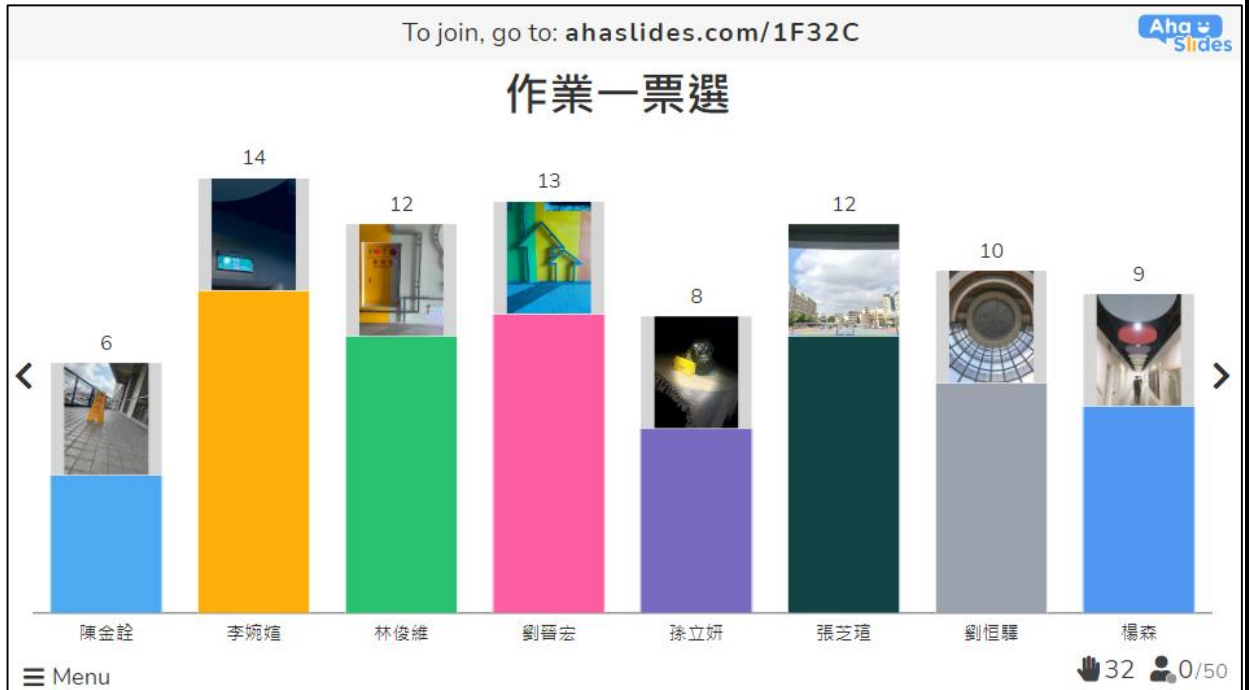 To join, go to: ahaslides.com/1F32C
Aha
Slides
作業一票選
6
14
12
13
8
12
10
9
陳金詮
李婉媗
林俊維
劉晉宏
孫立妍
張芝瑄
劉恒驛
楊森
Menu
32
0/50